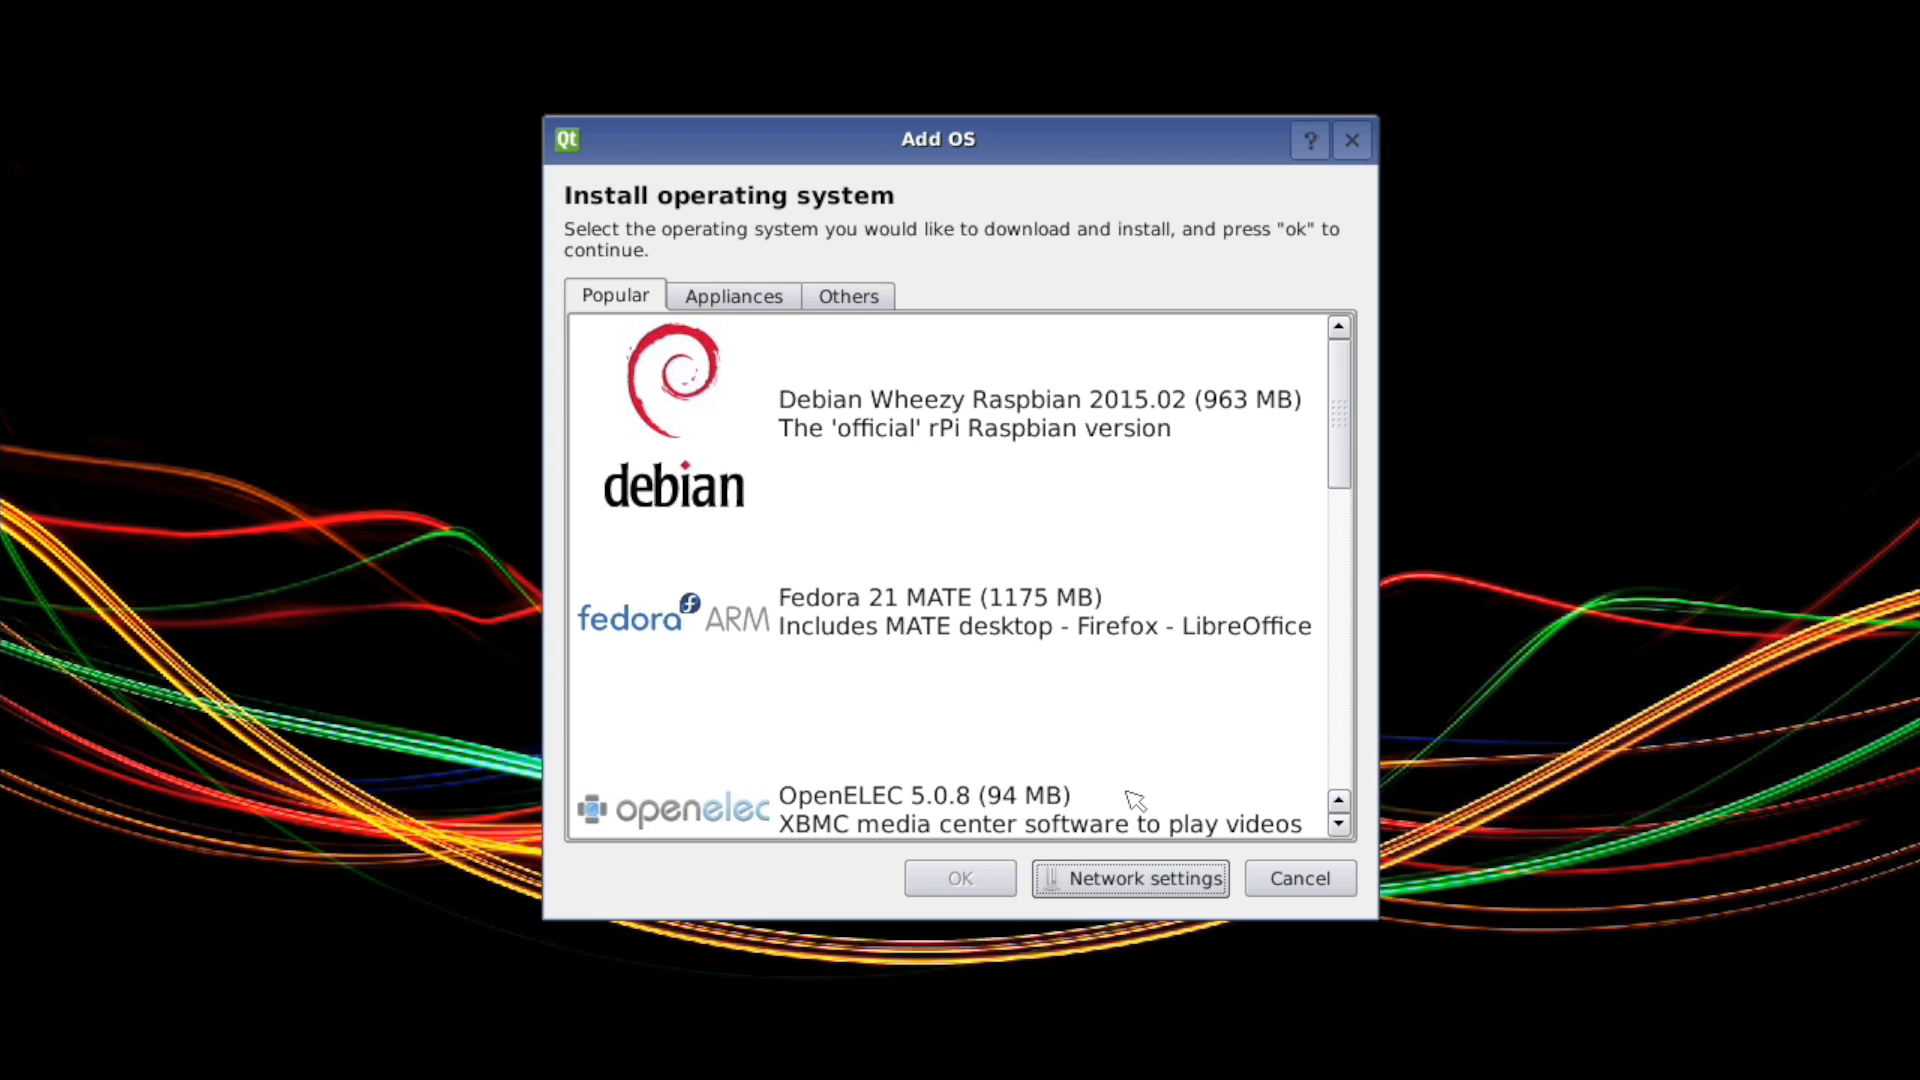 Qt
Add OS
Install operating system
Select the operating system you would like to download and install, and press "ok" to
continue.
Popular
Appliances
Others
debian
Debian Wheezy Raspbian 2015.02 (963 MB)
The 'official' rPi Raspbian version
fedora ARM
Fedora 21 MATE (1175 MB)
Includes MATE desktop - Firefox - LibreOffice
openelec
OpenELEC 5.0.8 (94 MB)
XBMC media center software to play videos
OK
Network settings
Cancel